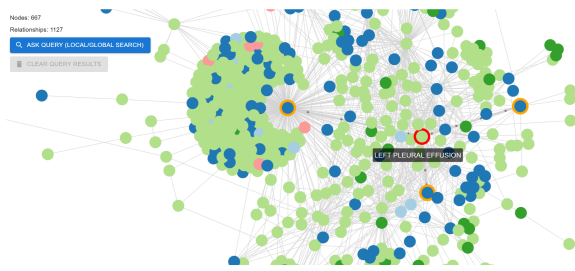 Nodes: 667
Relationships: 1127
ASK QUERY (LOCAL/GLOBAL SEARCH)
CLEAR QUERY RESULTS
LEFT PLEURAL EFFUSION